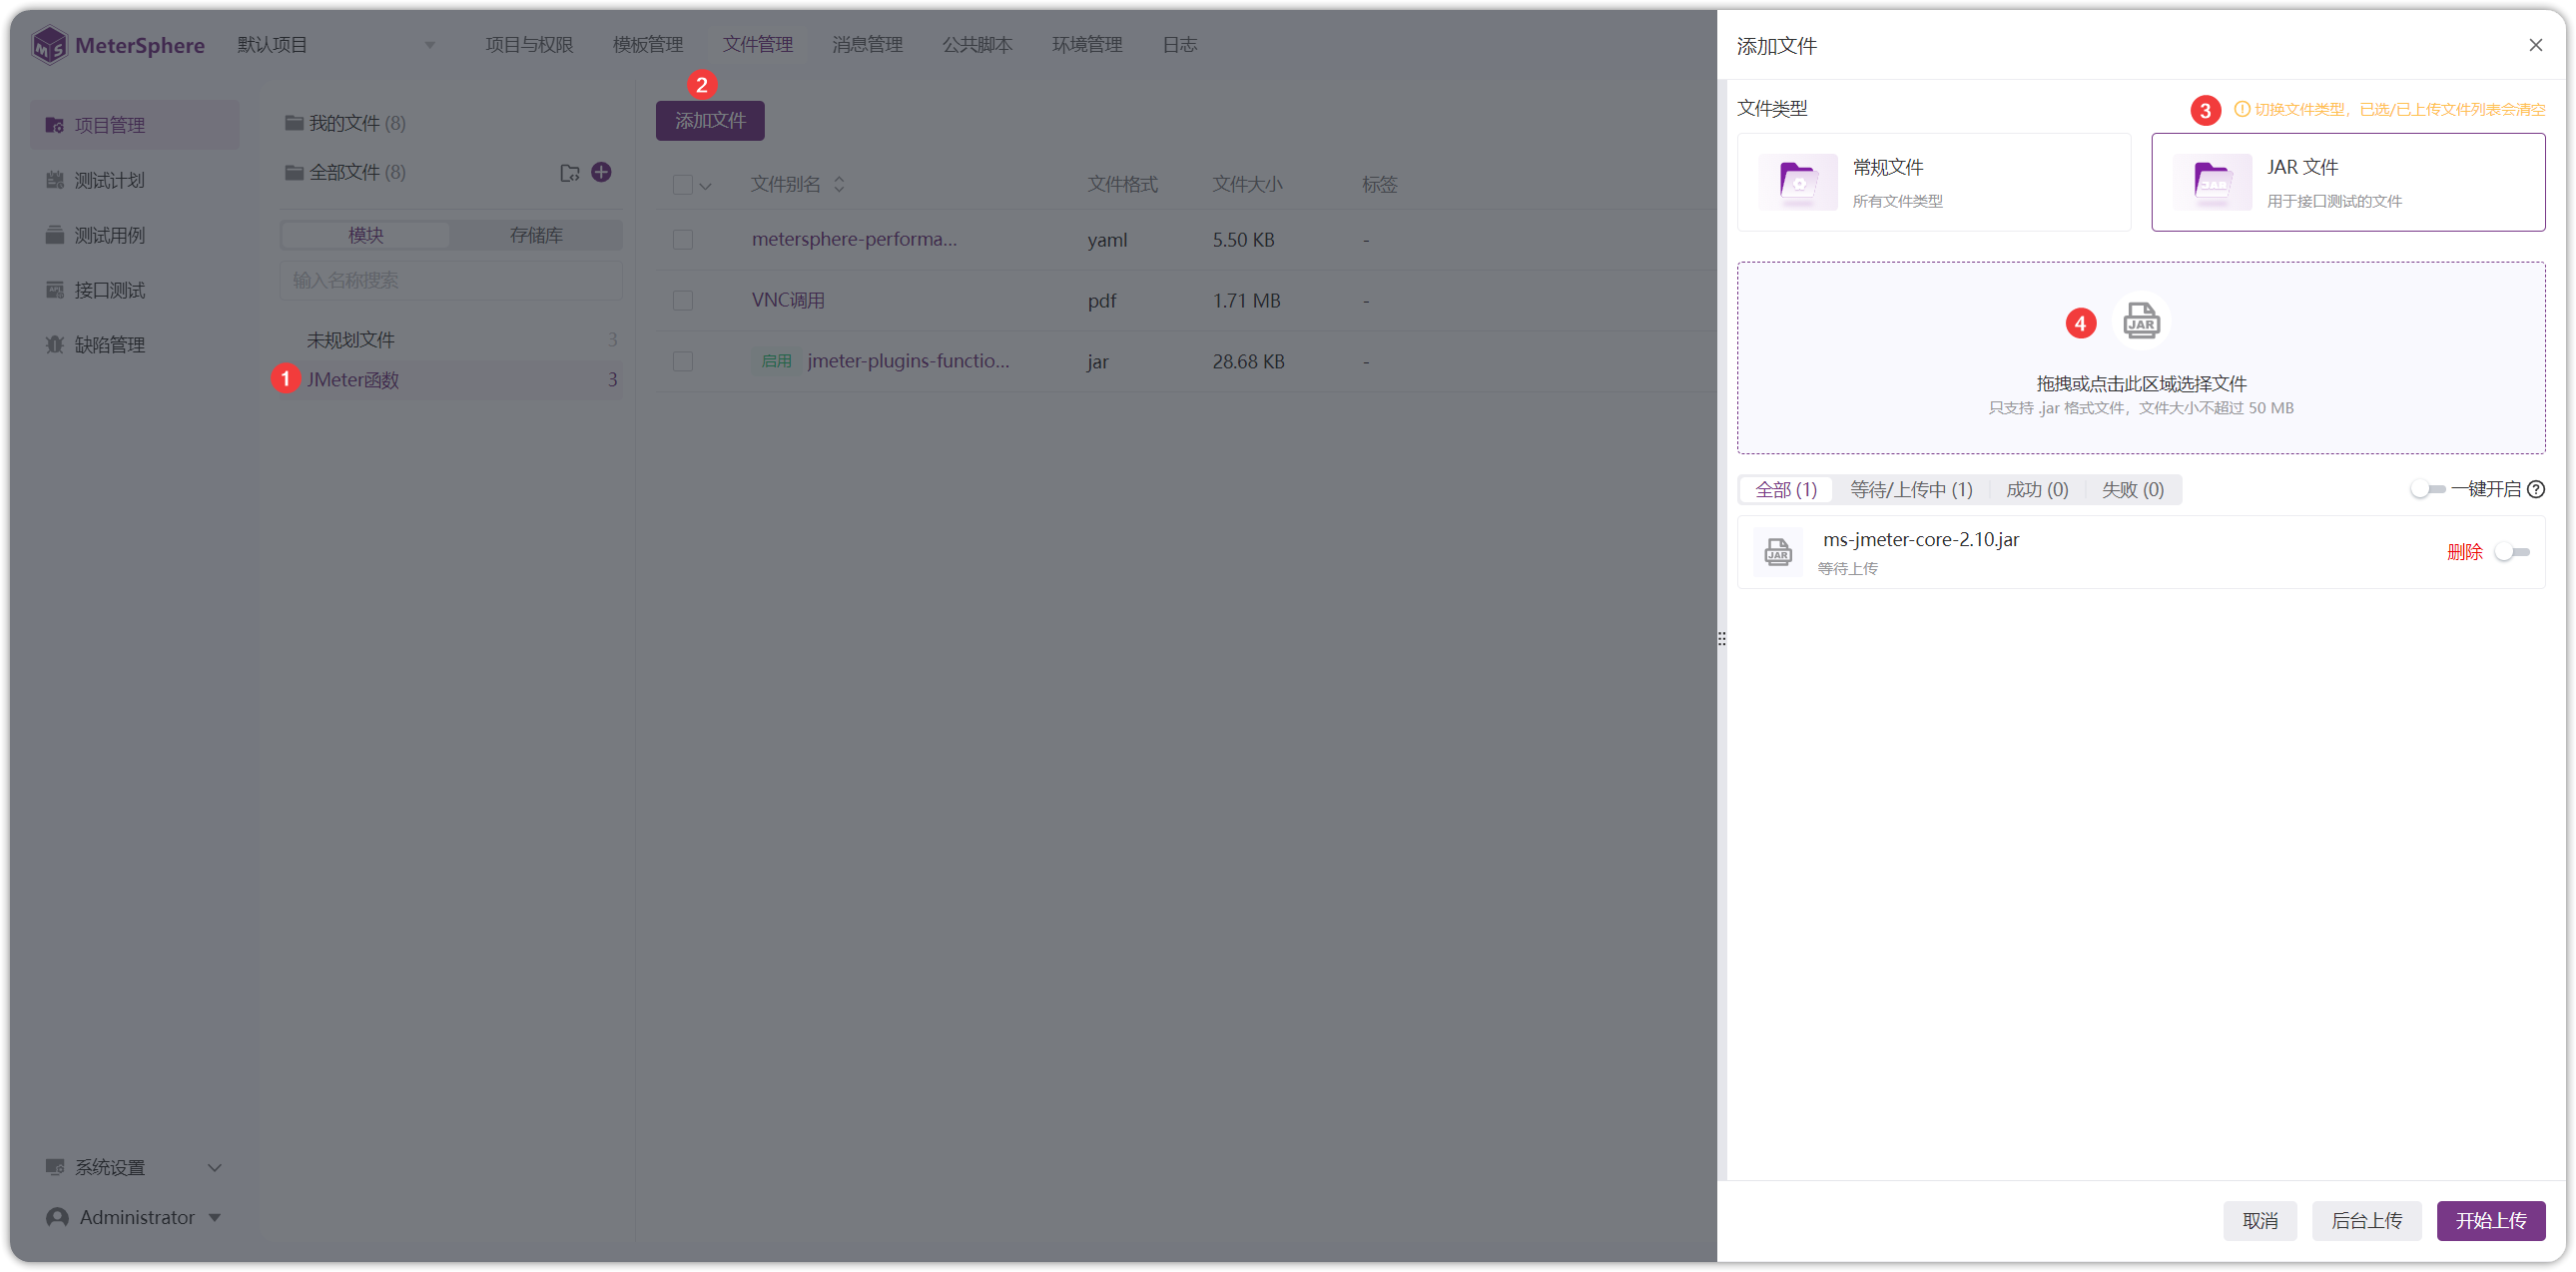 MeterSphere
默认项目
项目与权限
模板管理
文件管理
消息管理
公共脚本
环境管理
日志
项目管理
测试计划
测试用例
接口测试
缺陷管理
系统设置
Administrator
我的文件 (8)
全部文件 (8)
模块
存储库
输入名称搜索
未规划文件 3
1 JMeter函数 3
2
添加文件
文件别名 文件格式 文件大小 标签
metersphere-performa... yaml 5.50 KB -
VNC调用 pdf 1.71 MB -
启用 jmeter-plugins-functio... jar 28.68 KB -
添加文件
文件类型
3 切换文件类型，已选/已上传文件列表会清空
常规文件
所有文件类型
JAR 文件
用于接口测试的文件
4 JAR
拖拽或点击此区域选择文件
只支持 .jar 格式文件，文件大小不超过 50 MB
全部 (1) 等待/上传中 (1) 成功 (0) 失败 (0) 一键开启
JAR
ms-jmeter-core-2.10.jar
等待上传
删除
取消 后台上传 开始上传